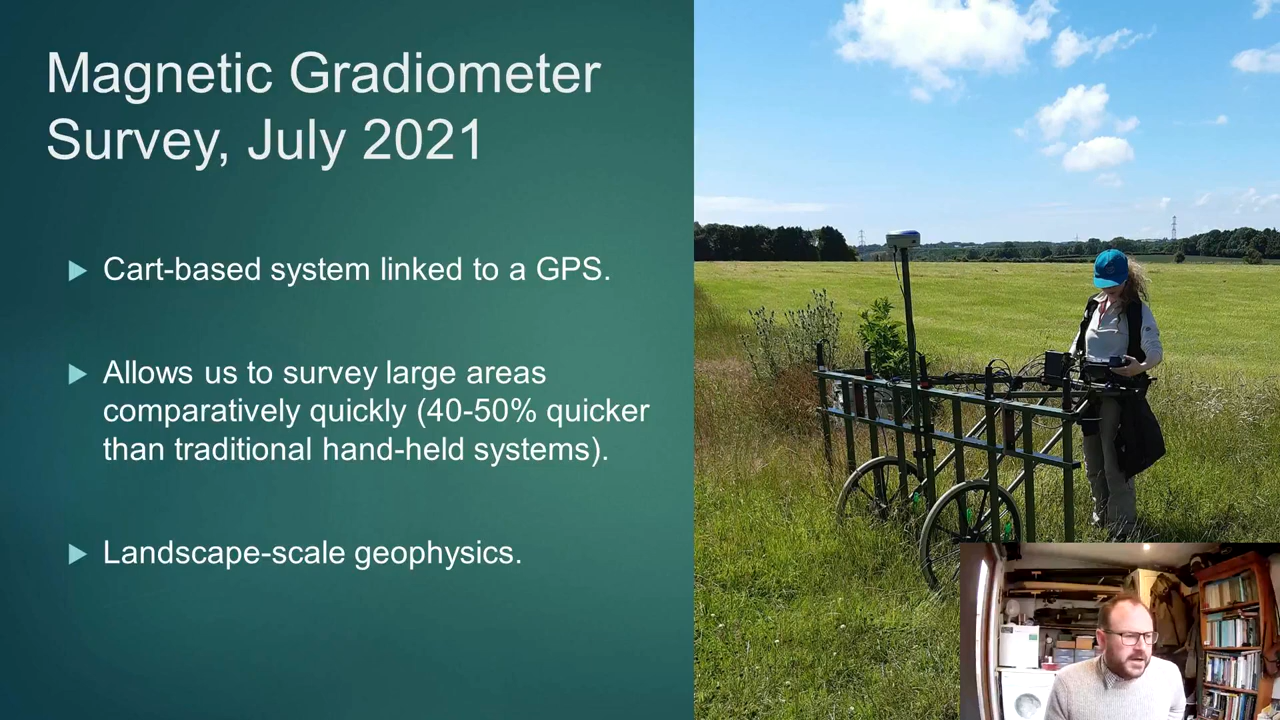 Magnetic Gradiometer
Survey, July 2021
Cart-based system linked to a GPS.
Allows us to survey large areas
comparatively quickly (40-50% quicker
than traditional hand-held systems).
Landscape-scale geophysics.